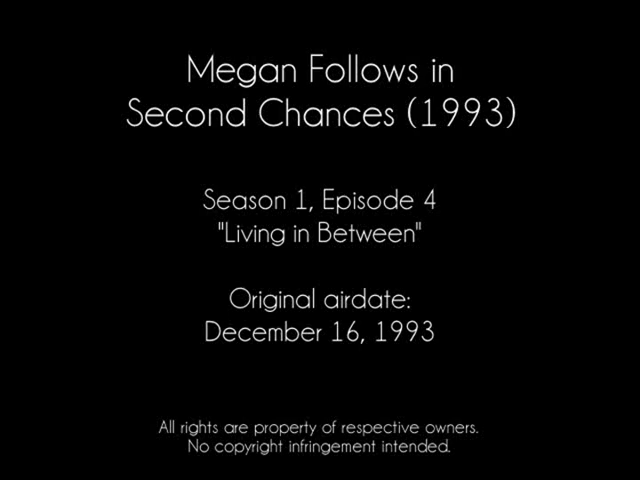 Megan Follows in
Second Chances (1993)
Season 1, Episode 4
"Living in Between"
Original airdate:
December 16, 1993
All rights are property of respective owners.
No copyright infringement intended.